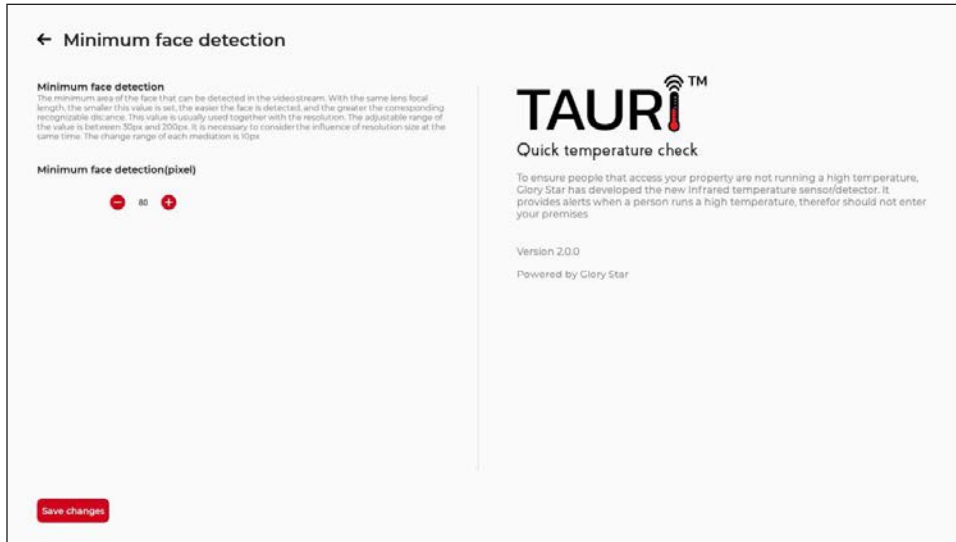 Minimum face detection
Minimum face detection
The minimum area of the face that can be detected in the video stream. With the same lens focal
length, the smaller this value is set, the easier the face is detected, and the greater the corresponding
recognizable distance. This value is usually used together with the resolution. The adjustable range of
the value is between 50px and 200px. It is necessary to consider the influence of resolution size at the
same time. The change range of each mediation is 10px
Minimum face detection(pixel)
80
Save changes
TAURI™
Quick temperature check
To ensure people that access your property are not running a high temperature,
Glory Star has developed the new Infrared temperature sensor/detector. It
provides alerts when a person runs a high temperature, therefor should not enter
your premises
Version 2.0.0
Powered by Glory Star